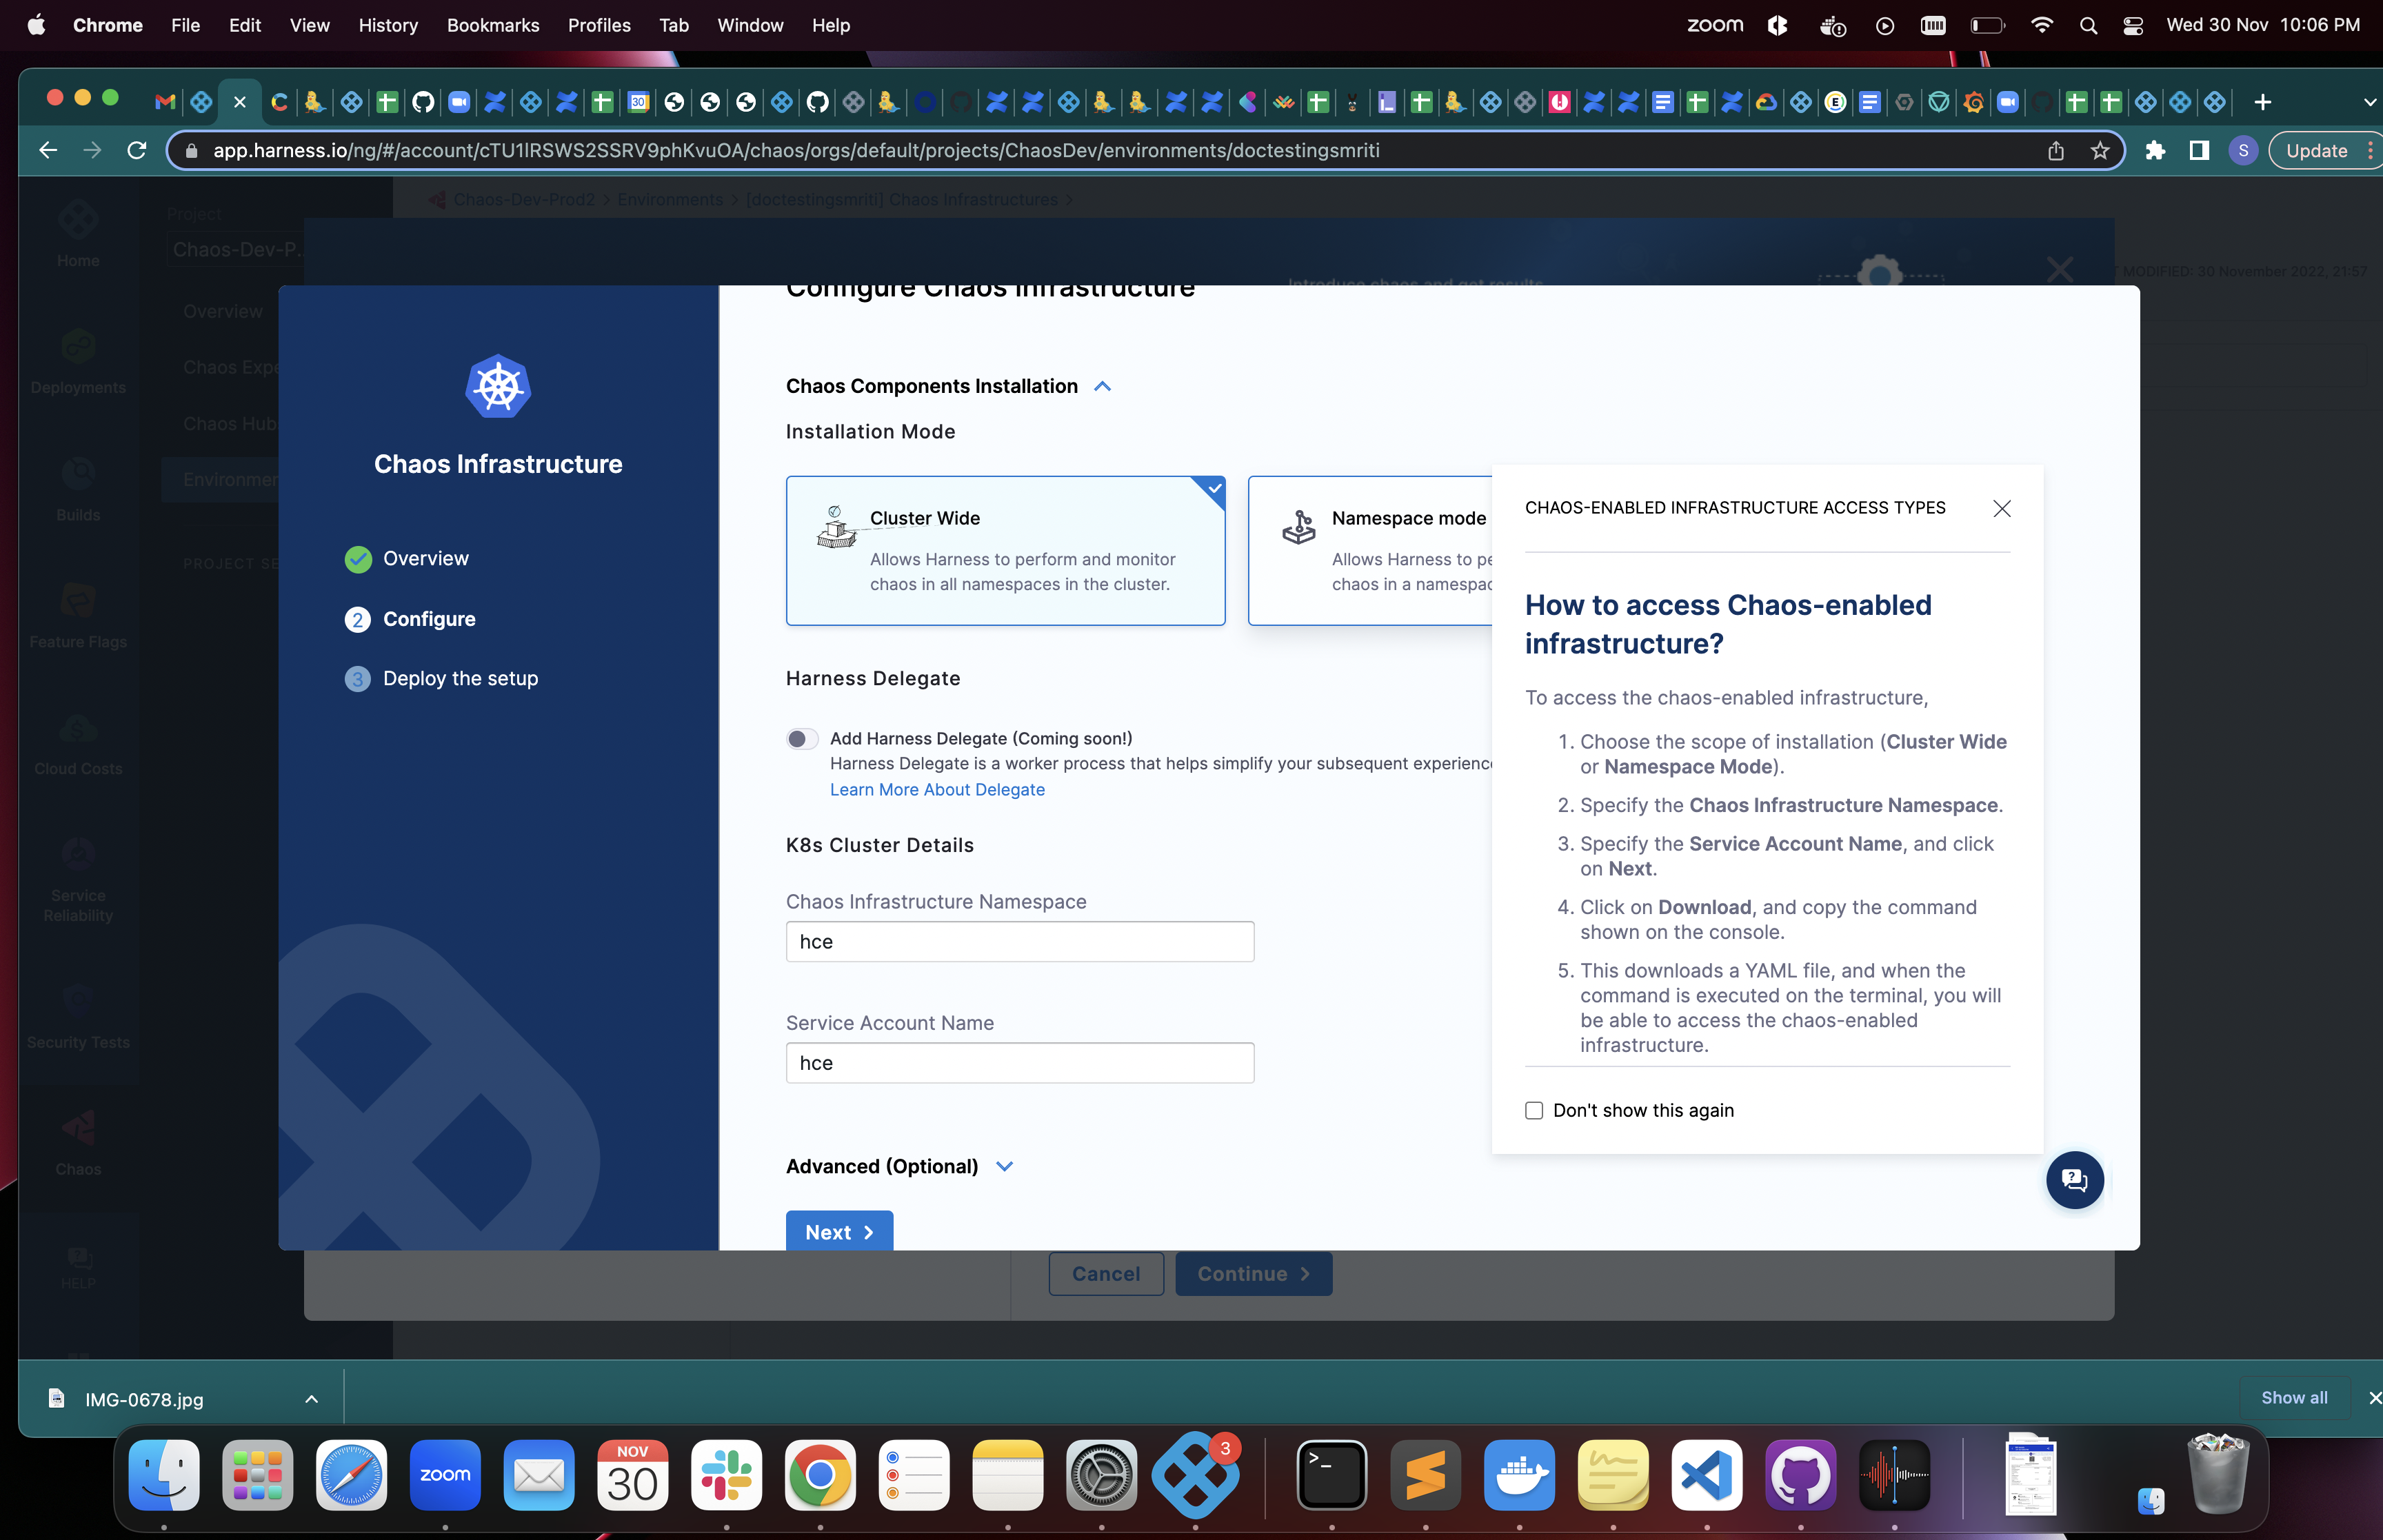 Chrome File Edit View History Bookmarks Profiles Tab Window Help
zoom Wed 30 Nov 10:06 PM
app.harness.io/ng/#/account/cTU1lRSWS2SSRV9phKvuOA/chaos/orgs/default/projects/ChaosDev/environments/doctestingsmriti
S
Update
Chaos-Dev-Prod2 > Environments > [doctestingsmriti] Chaos Infrastructures >
Home
Deployments
Builds
Feature Flags
Cloud Costs
Service
Reliability
Security Tests
Chaos
HELP
Project
Chaos-Dev-P...
Overview
Chaos Expe
Chaos Hub
Environmen
PROJECT SE
Introduce chaos and get results
MODIFIED: 30 November 2022, 21:57
Chaos Infrastructure
Overview
2 Configure
3 Deploy the setup
Configure Chaos Infrastructure
Chaos Components Installation
Installation Mode
Cluster Wide
Allows Harness to perform and monitor
chaos in all namespaces in the cluster.
Namespace mode
Allows Harness to pe
chaos in a namespac
Harness Delegate
Add Harness Delegate (Coming soon!)
Harness Delegate is a worker process that helps simplify your subsequent experienc
Learn More About Delegate
K8s Cluster Details
Chaos Infrastructure Namespace
hce
Service Account Name
hce
Advanced (Optional)
Next
CHAOS-ENABLED INFRASTRUCTURE ACCESS TYPES
How to access Chaos-enabled
infrastructure?
To access the chaos-enabled infrastructure,
1. Choose the scope of installation (Cluster Wide
or Namespace Mode).
2. Specify the Chaos Infrastructure Namespace.
3. Specify the Service Account Name, and click
on Next.
4. Click on Download, and copy the command
shown on the console.
5. This downloads a YAML file, and when the
command is executed on the terminal, you will
be able to access the chaos-enabled
infrastructure.
Don't show this again
Cancel
Continue
IMG-0678.jpg
Show all
zoom
NOV
30
3